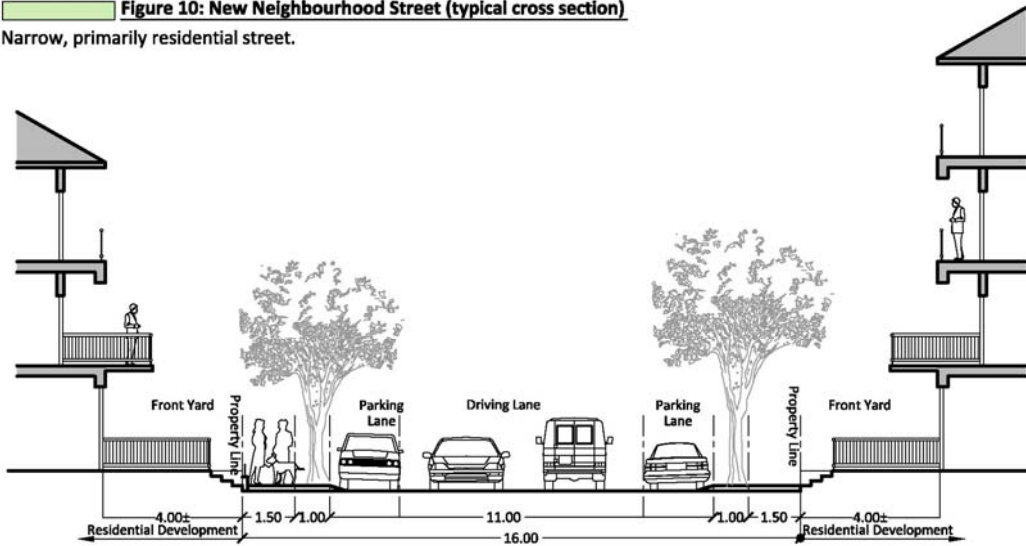 Figure 10: New Neighbourhood Street (typical cross section)
Narrow, primarily residential street.
Front Yard
Property Line
Parking
Lane
Driving Lane
Parking
Lane
Property Line
Front Yard
4.00±
1.50
1.00
11.00
1.00
1.50
4.00±
Residential Development
16.00
Residential Development